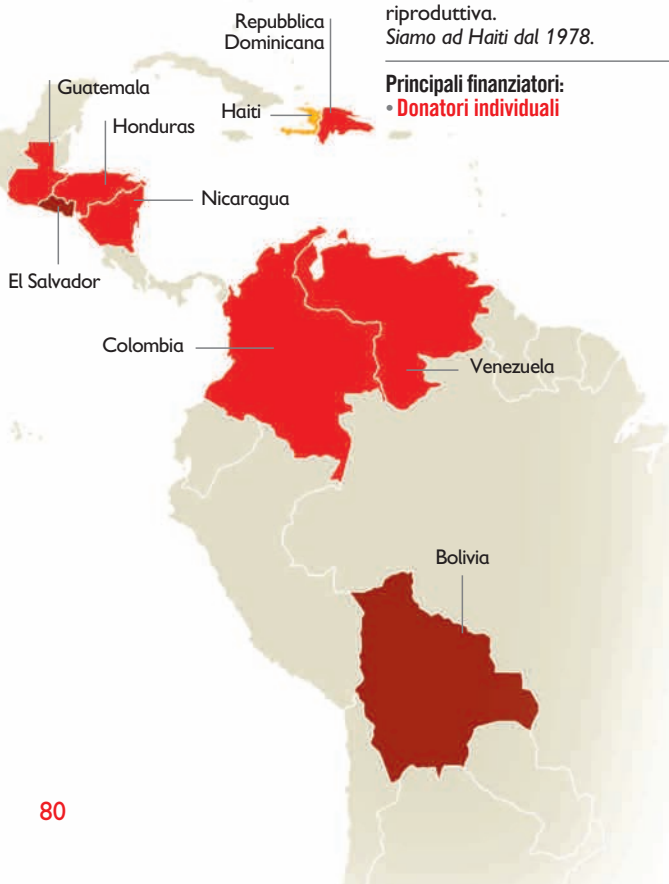 riproduttiva.
Siamo ad Haiti dal 1978.
Principali finanziatori:
• Donatori individuali
Repubblica
Dominicana
Guatemala
Haiti
Honduras
Nicaragua
El Salvador
Colombia
Venezuela
Bolivia
80